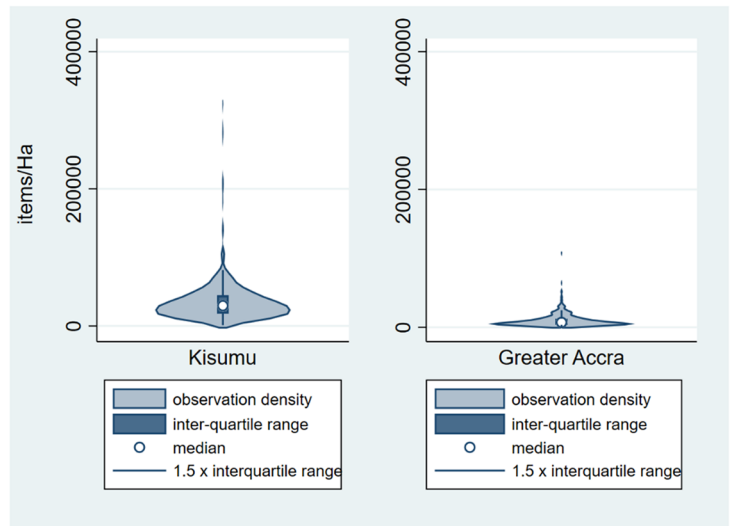 items/Ha
400000
200000
0
Kisumu
observation density
inter-quartile range
median
1.5 x interquartile range
400000
200000
0
Greater Accra
observation density
inter-quartile range
median
1.5 x interquartile range